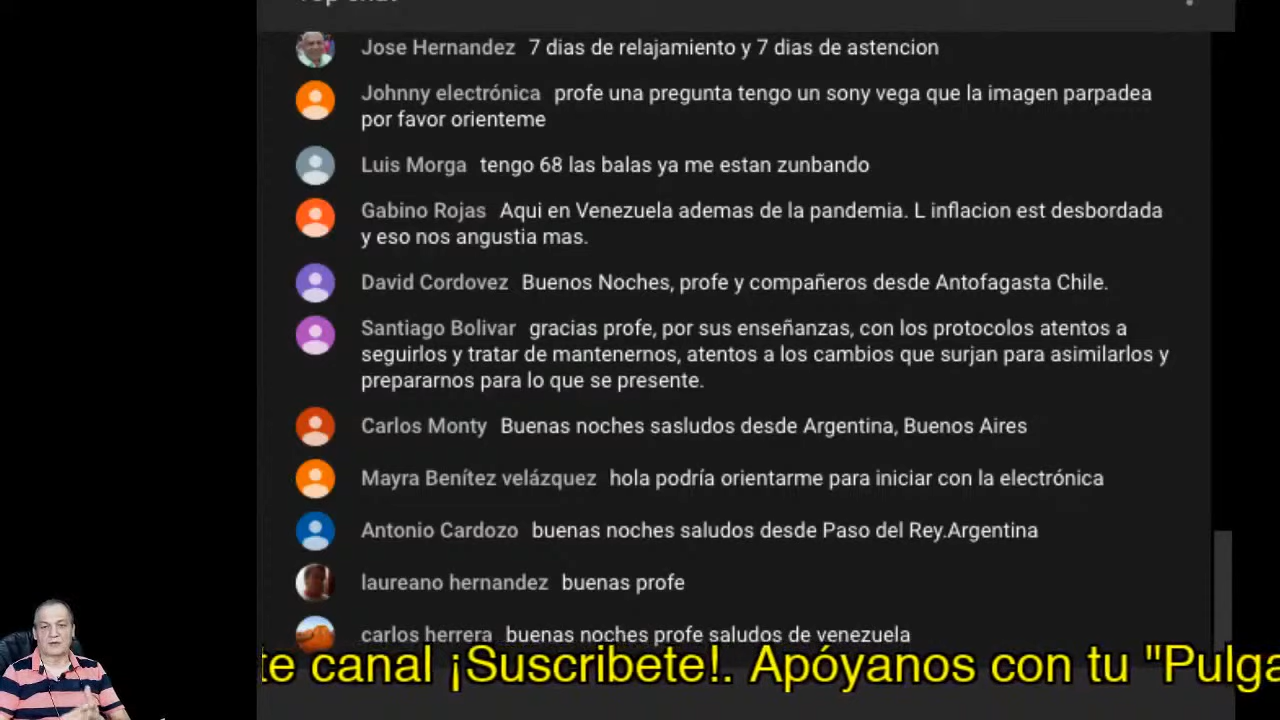 Top chat
Jose Hernandez 7 dias de relajamiento y 7 dias de astencion
Johnny electrónica profe una pregunta tengo un sony vega que la imagen parpadea
por favor orienteme
Luis Morga tengo 68 las balas ya me estan zunbando
Gabino Rojas Aqui en Venezuela ademas de la pandemia. L inflacion est desbordada
y eso nos angustia mas.
David Cordovez Buenos Noches, profe y compañeros desde Antofagasta Chile.
Santiago Bolivar gracias profe, por sus enseñanzas, con los protocolos atentos a
seguirlos y tratar de mantenernos, atentos a los cambios que surjan para asimilarlos y
prepararnos para lo que se presente.
Carlos Monty Buenas noches sasludos desde Argentina, Buenos Aires
Mayra Benítez velázquez hola podría orientarme para iniciar con la electrónica
Antonio Cardozo buenas noches saludos desde Paso del Rey.Argentina
laureano hernandez buenas profe
carlos herrera buenas noches profe saludos de venezuela
te canal ¡Suscribete!. Apóyanos con tu "Pulga